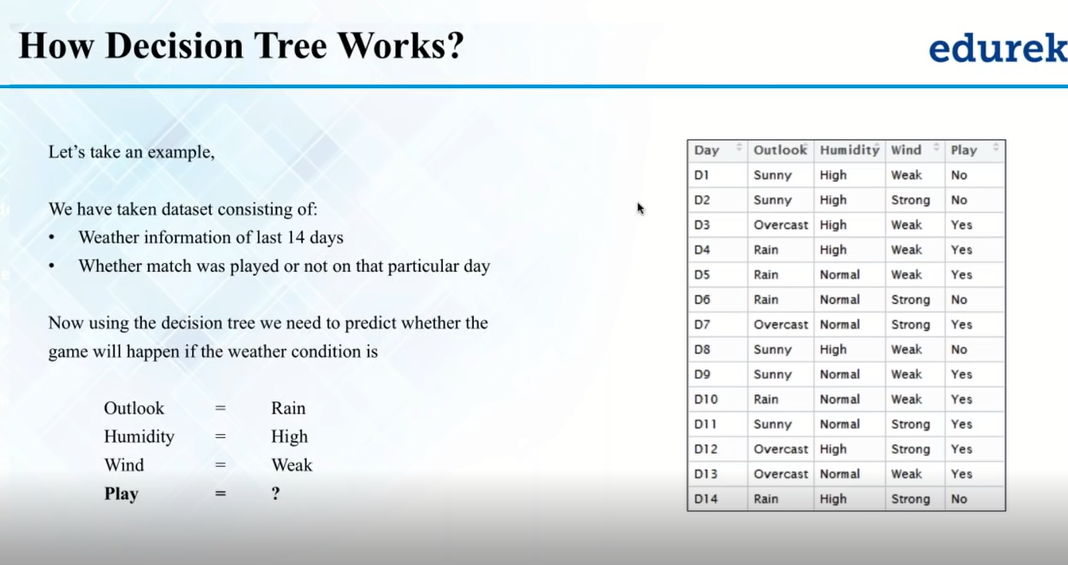 How Decision Tree Works?
edurek
Let's take an example,
We have taken dataset consisting of:
• Weather information of last 14 days
• Whether match was played or not on that particular day
Now using the decision tree we need to predict whether the
game will happen if the weather condition is
Outlook = Rain
Humidity = High
Wind = Weak
Play = ?
Day Outlook Humidity Wind Play
D1 Sunny High Weak No
D2 Sunny High Strong No
D3 Overcast High Weak Yes
D4 Rain High Weak Yes
D5 Rain Normal Weak Yes
D6 Rain Normal Strong No
D7 Overcast Normal Strong Yes
D8 Sunny High Weak No
D9 Sunny Normal Weak Yes
D10 Rain Normal Weak Yes
D11 Sunny Normal Strong Yes
D12 Overcast High Strong Yes
D13 Overcast Normal Weak Yes
D14 Rain High Strong No